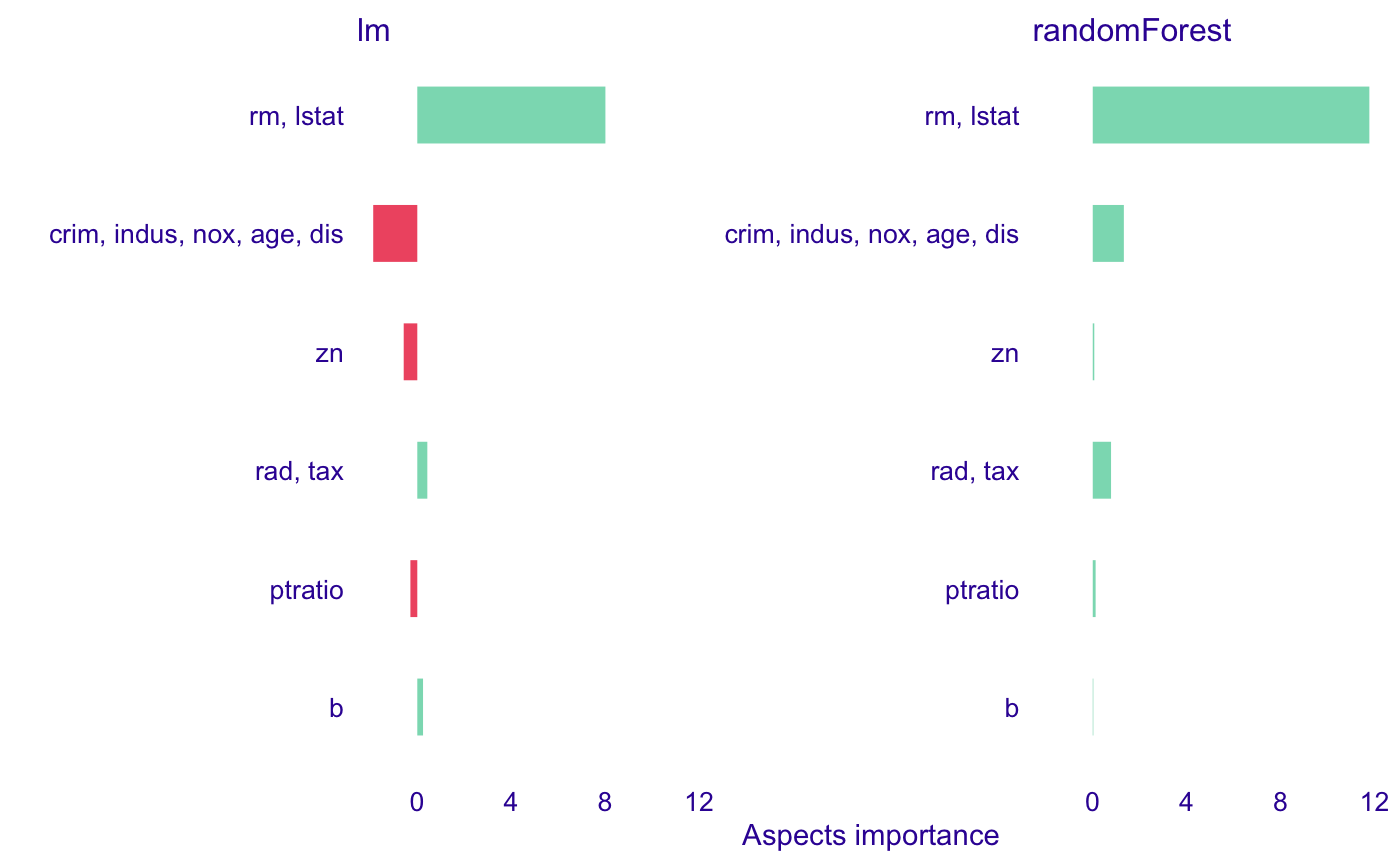 lm
rm, lstat
crim, indus, nox, age, dis
zn
rad, tax
ptratio
b
0 4 8 12
randomForest
rm, lstat
crim, indus, nox, age, dis
zn
rad, tax
ptratio
b
0 4 8 12
Aspects importance